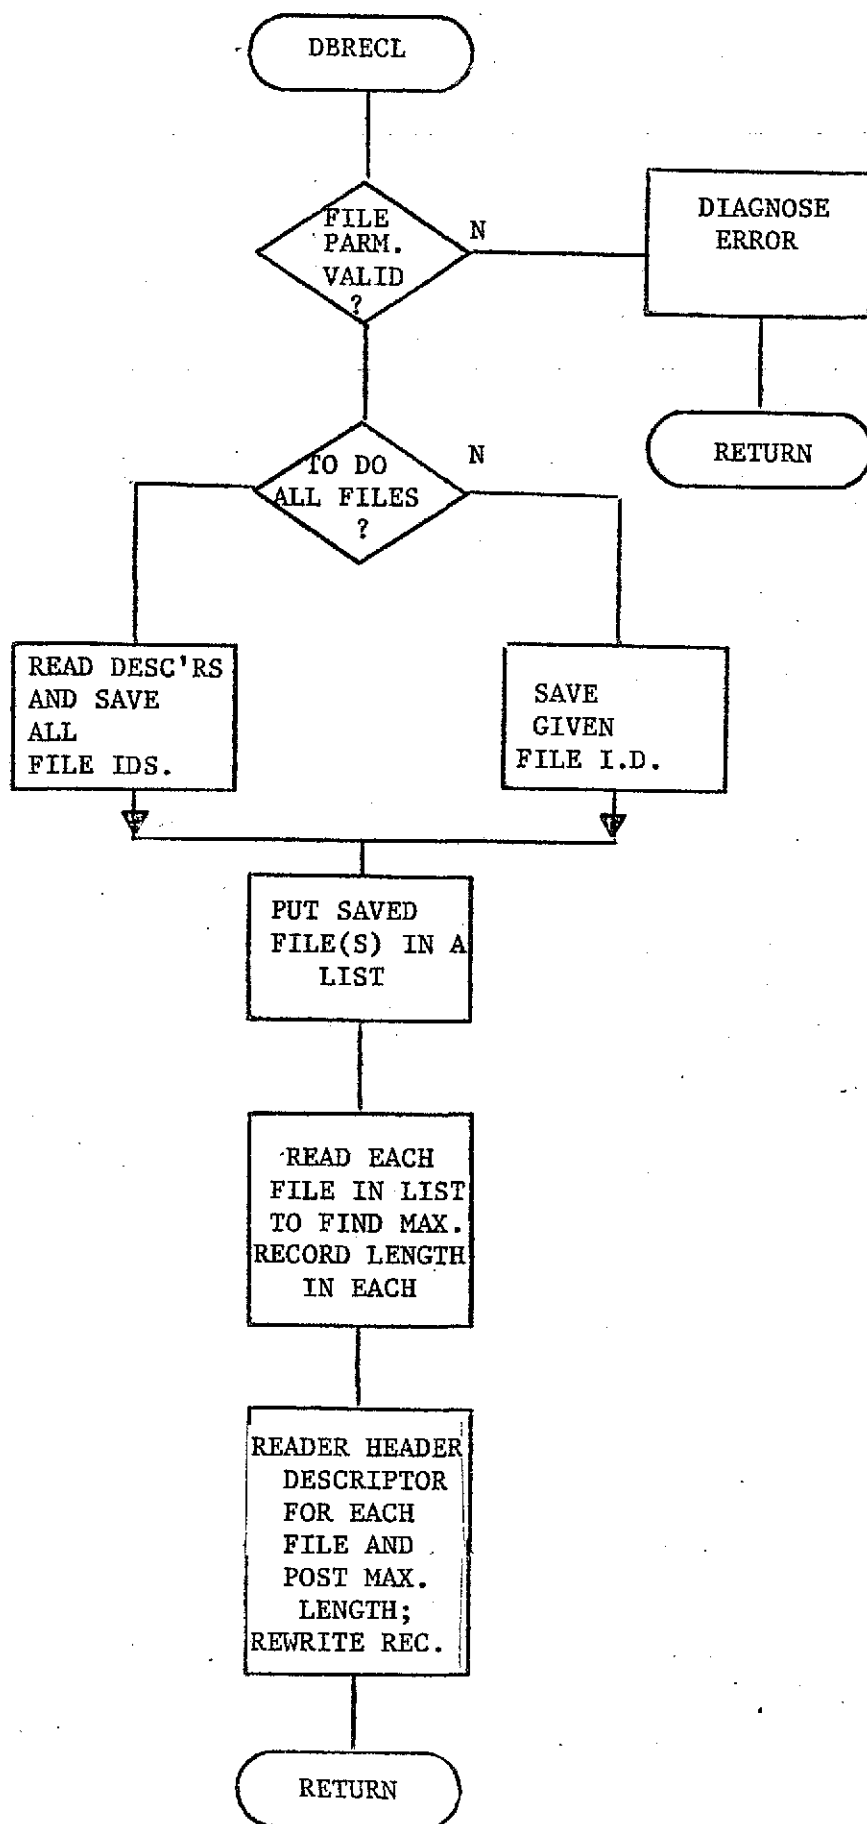 DBRECL
FILE
PARM.
VALID
?
N
DIAGNOSE
ERROR
RETURN
TO DO
ALL FILES
?
N
READ DESC'RS
AND SAVE
ALL
FILE IDS.
SAVE
GIVEN
FILE I.D.
PUT SAVED
FILE(S) IN A
LIST
READ EACH
FILE IN LIST
TO FIND MAX.
RECORD LENGTH
IN EACH
READER HEADER
DESCRIPTOR
FOR EACH
FILE AND
POST MAX.
LENGTH;
REWRITE REC.
RETURN